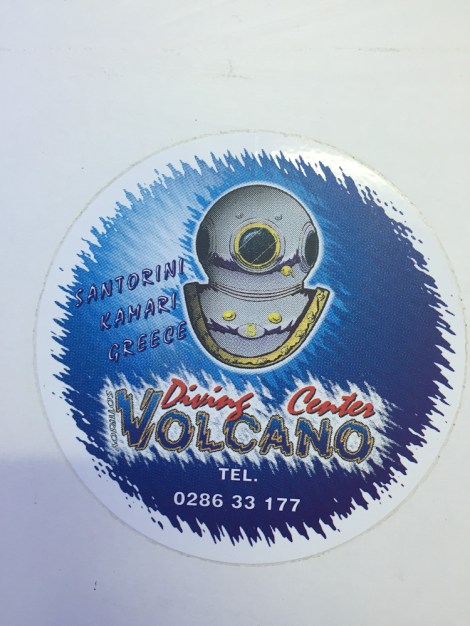 SANTORINI
KAMARI
GREECE
Diving Center
VOLCANO
TEL.
0286 33 177